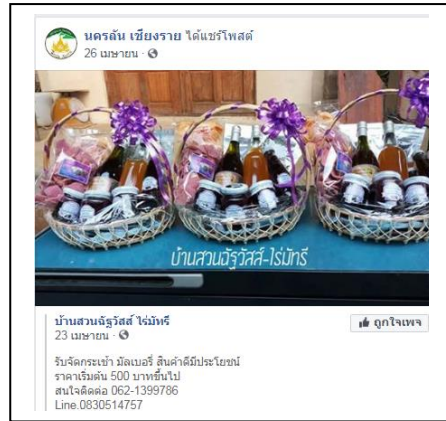 นครลัน เชียงราย ได้แชร์โพสต์
26 เมษายน ·
บ้านสวนฉัฐวัสส์-ไร่มัทรี
บ้านสวนฉัฐวัสส์ ไร่มัทรี
ถูกใจเพจ
23 เมษายน ·
รับจัดกระเช้า มัลเบอรี่ สินค้าดีมีประโยชน์
ราคาเริ่มต้น 500 บาทขึ้นไป
สนใจติดต่อ 062-1399786
Line.0830514757